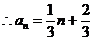 ∴aₙ=1/3 n+2/3